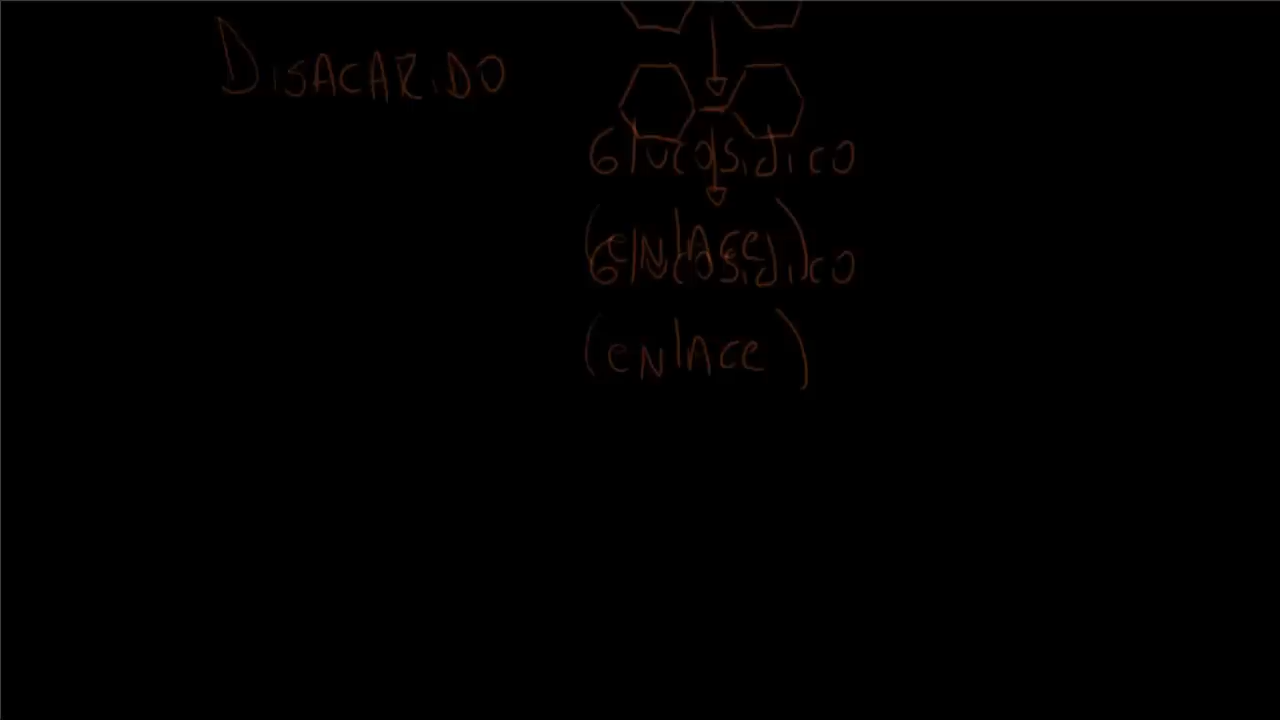 DISACARIDO
Glucosidico
(enlace)
Glucosidico
(enlace)